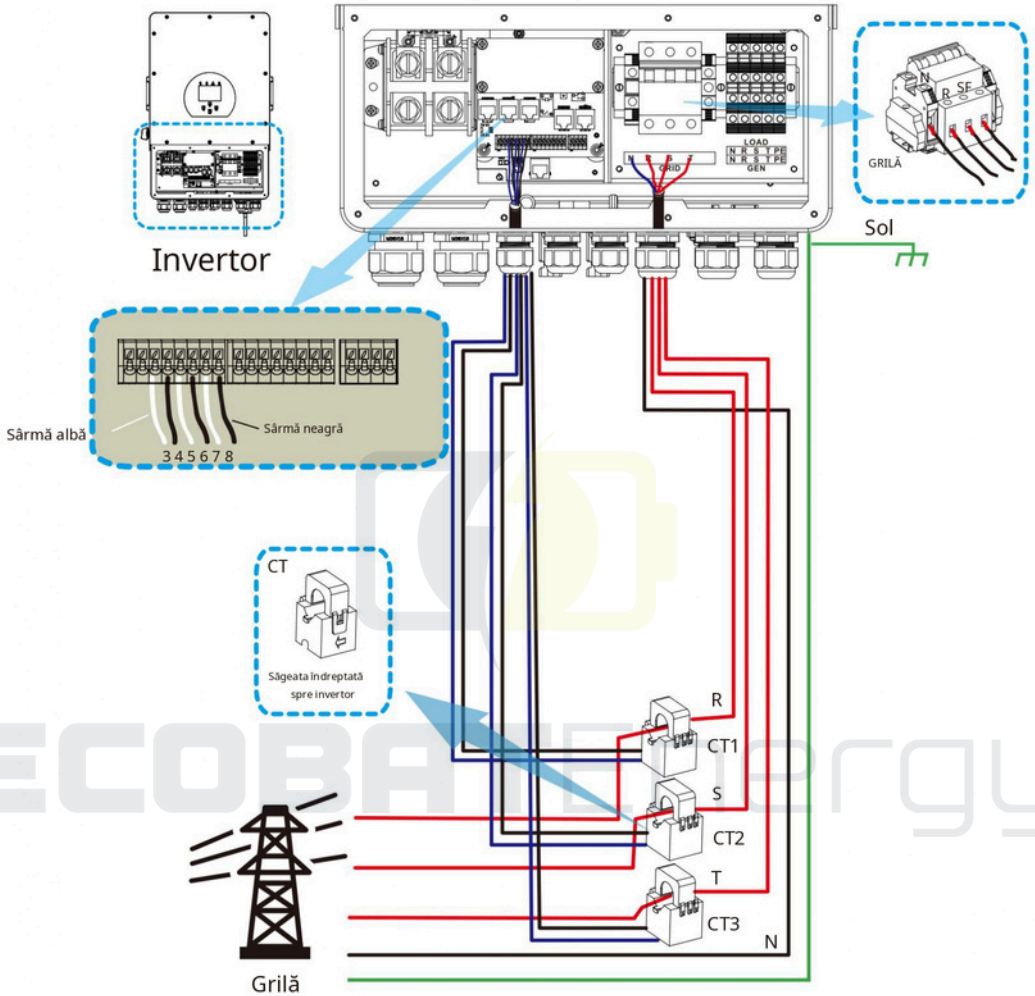 LOAD
N R S T PE
N R S T PE
GEN
N R S T
GRID
N
R SF
GRILĂ
Sol
Invertor
Sârmă albă
Sârmă neagră
3 4 5 6 7 8
CT
Săgeata îndreptată
spre invertor
R
CT1
ECOBATEnergy
S
CT2
T
CT3
N
Grilă